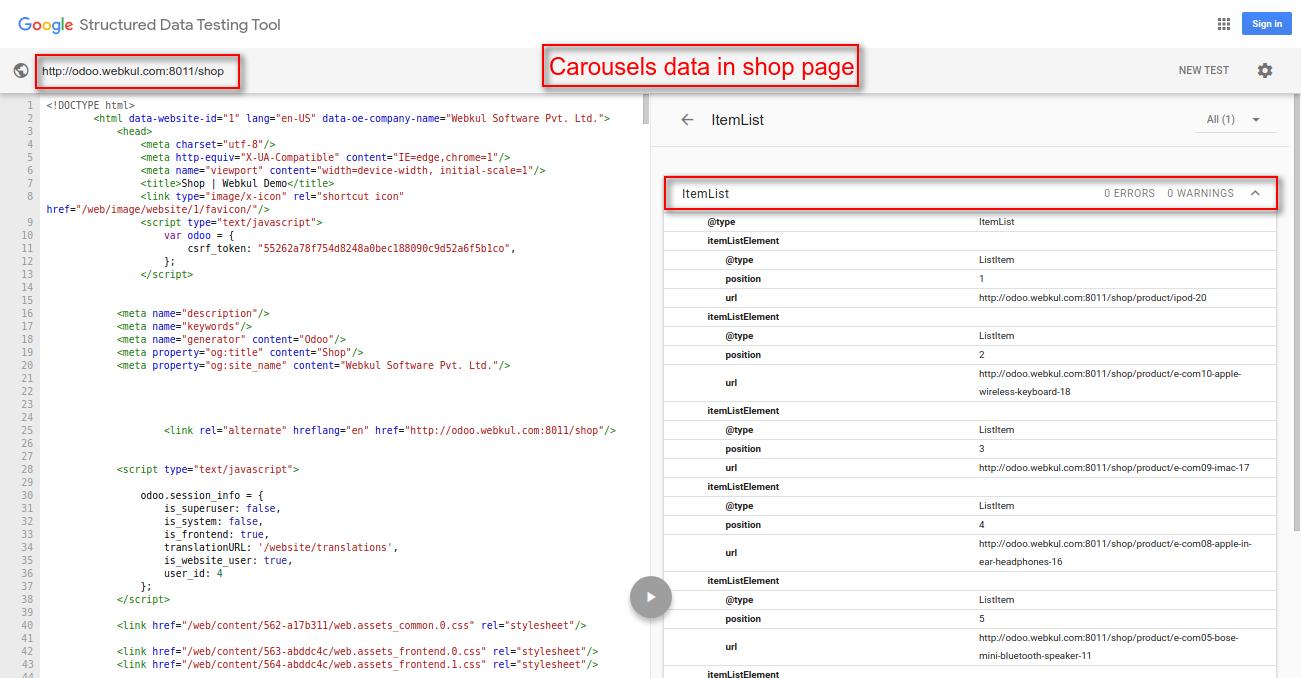 Google Structured Data Testing Tool
Sign in
http://odoo.webkul.com:8011/shop
Carousels data in shop page
NEW TEST
1 <!DOCTYPE html>
2 <html data-website-id="1" lang="en-US" data-oe-company-name="Webkul Software Pvt. Ltd.">
3 <head>
4 <meta charset="utf-8"/>
5 <meta http-equiv="X-UA-Compatible" content="IE=edge,chrome=1"/>
6 <meta name="viewport" content="width=device-width, initial-scale=1"/>
7 <title>Shop | Webkul Demo</title>
8 <link type="image/x-icon" rel="shortcut icon"
href="/web/image/website/1/favicon/"/>
9 <script type="text/javascript">
10 var odoo = {
11 csrf_token: "55262a78f754d8248a0bec188090c9d52a6f5b1co",
12 };
13 </script>
14
15
16 <meta name="description"/>
17 <meta name="keywords"/>
18 <meta name="generator" content="Odoo"/>
19 <meta property="og:title" content="Shop"/>
20 <meta property="og:site_name" content="Webkul Software Pvt. Ltd."/>
21
22
23
24
25 <link rel="alternate" hreflang="en" href="http://odoo.webkul.com:8011/shop"/>
26
27
28 <script type="text/javascript">
29
30 odoo.session_info = {
31 is_superuser: false,
32 is_system: false,
33 is_frontend: true,
34 translationURL: '/website/translations',
35 is_website_user: true,
36 user_id: 4
37 };
38 </script>
39
40 <link href="/web/content/562-a17b311/web.assets_common.0.css" rel="stylesheet"/>
41
42 <link href="/web/content/563-abddc4c/web.assets_frontend.0.css" rel="stylesheet"/>
43 <link href="/web/content/564-abddc4c/web.assets_frontend.1.css" rel="stylesheet"/>
44
ItemList
All (1)
ItemList 0 ERRORS 0 WARNINGS
@type ItemList
itemListElement
@type ListItem
position 1
url http://odoo.webkul.com:8011/shop/product/ipod-20
itemListElement
@type ListItem
position 2
url http://odoo.webkul.com:8011/shop/product/e-com10-apple-
wireless-keyboard-18
itemListElement
@type ListItem
position 3
url http://odoo.webkul.com:8011/shop/product/e-com09-imac-17
itemListElement
@type ListItem
position 4
url http://odoo.webkul.com:8011/shop/product/e-com08-apple-in-
ear-headphones-16
itemListElement
@type ListItem
position 5
url http://odoo.webkul.com:8011/shop/product/e-com05-bose-
mini-bluetooth-speaker-11
itemListElement